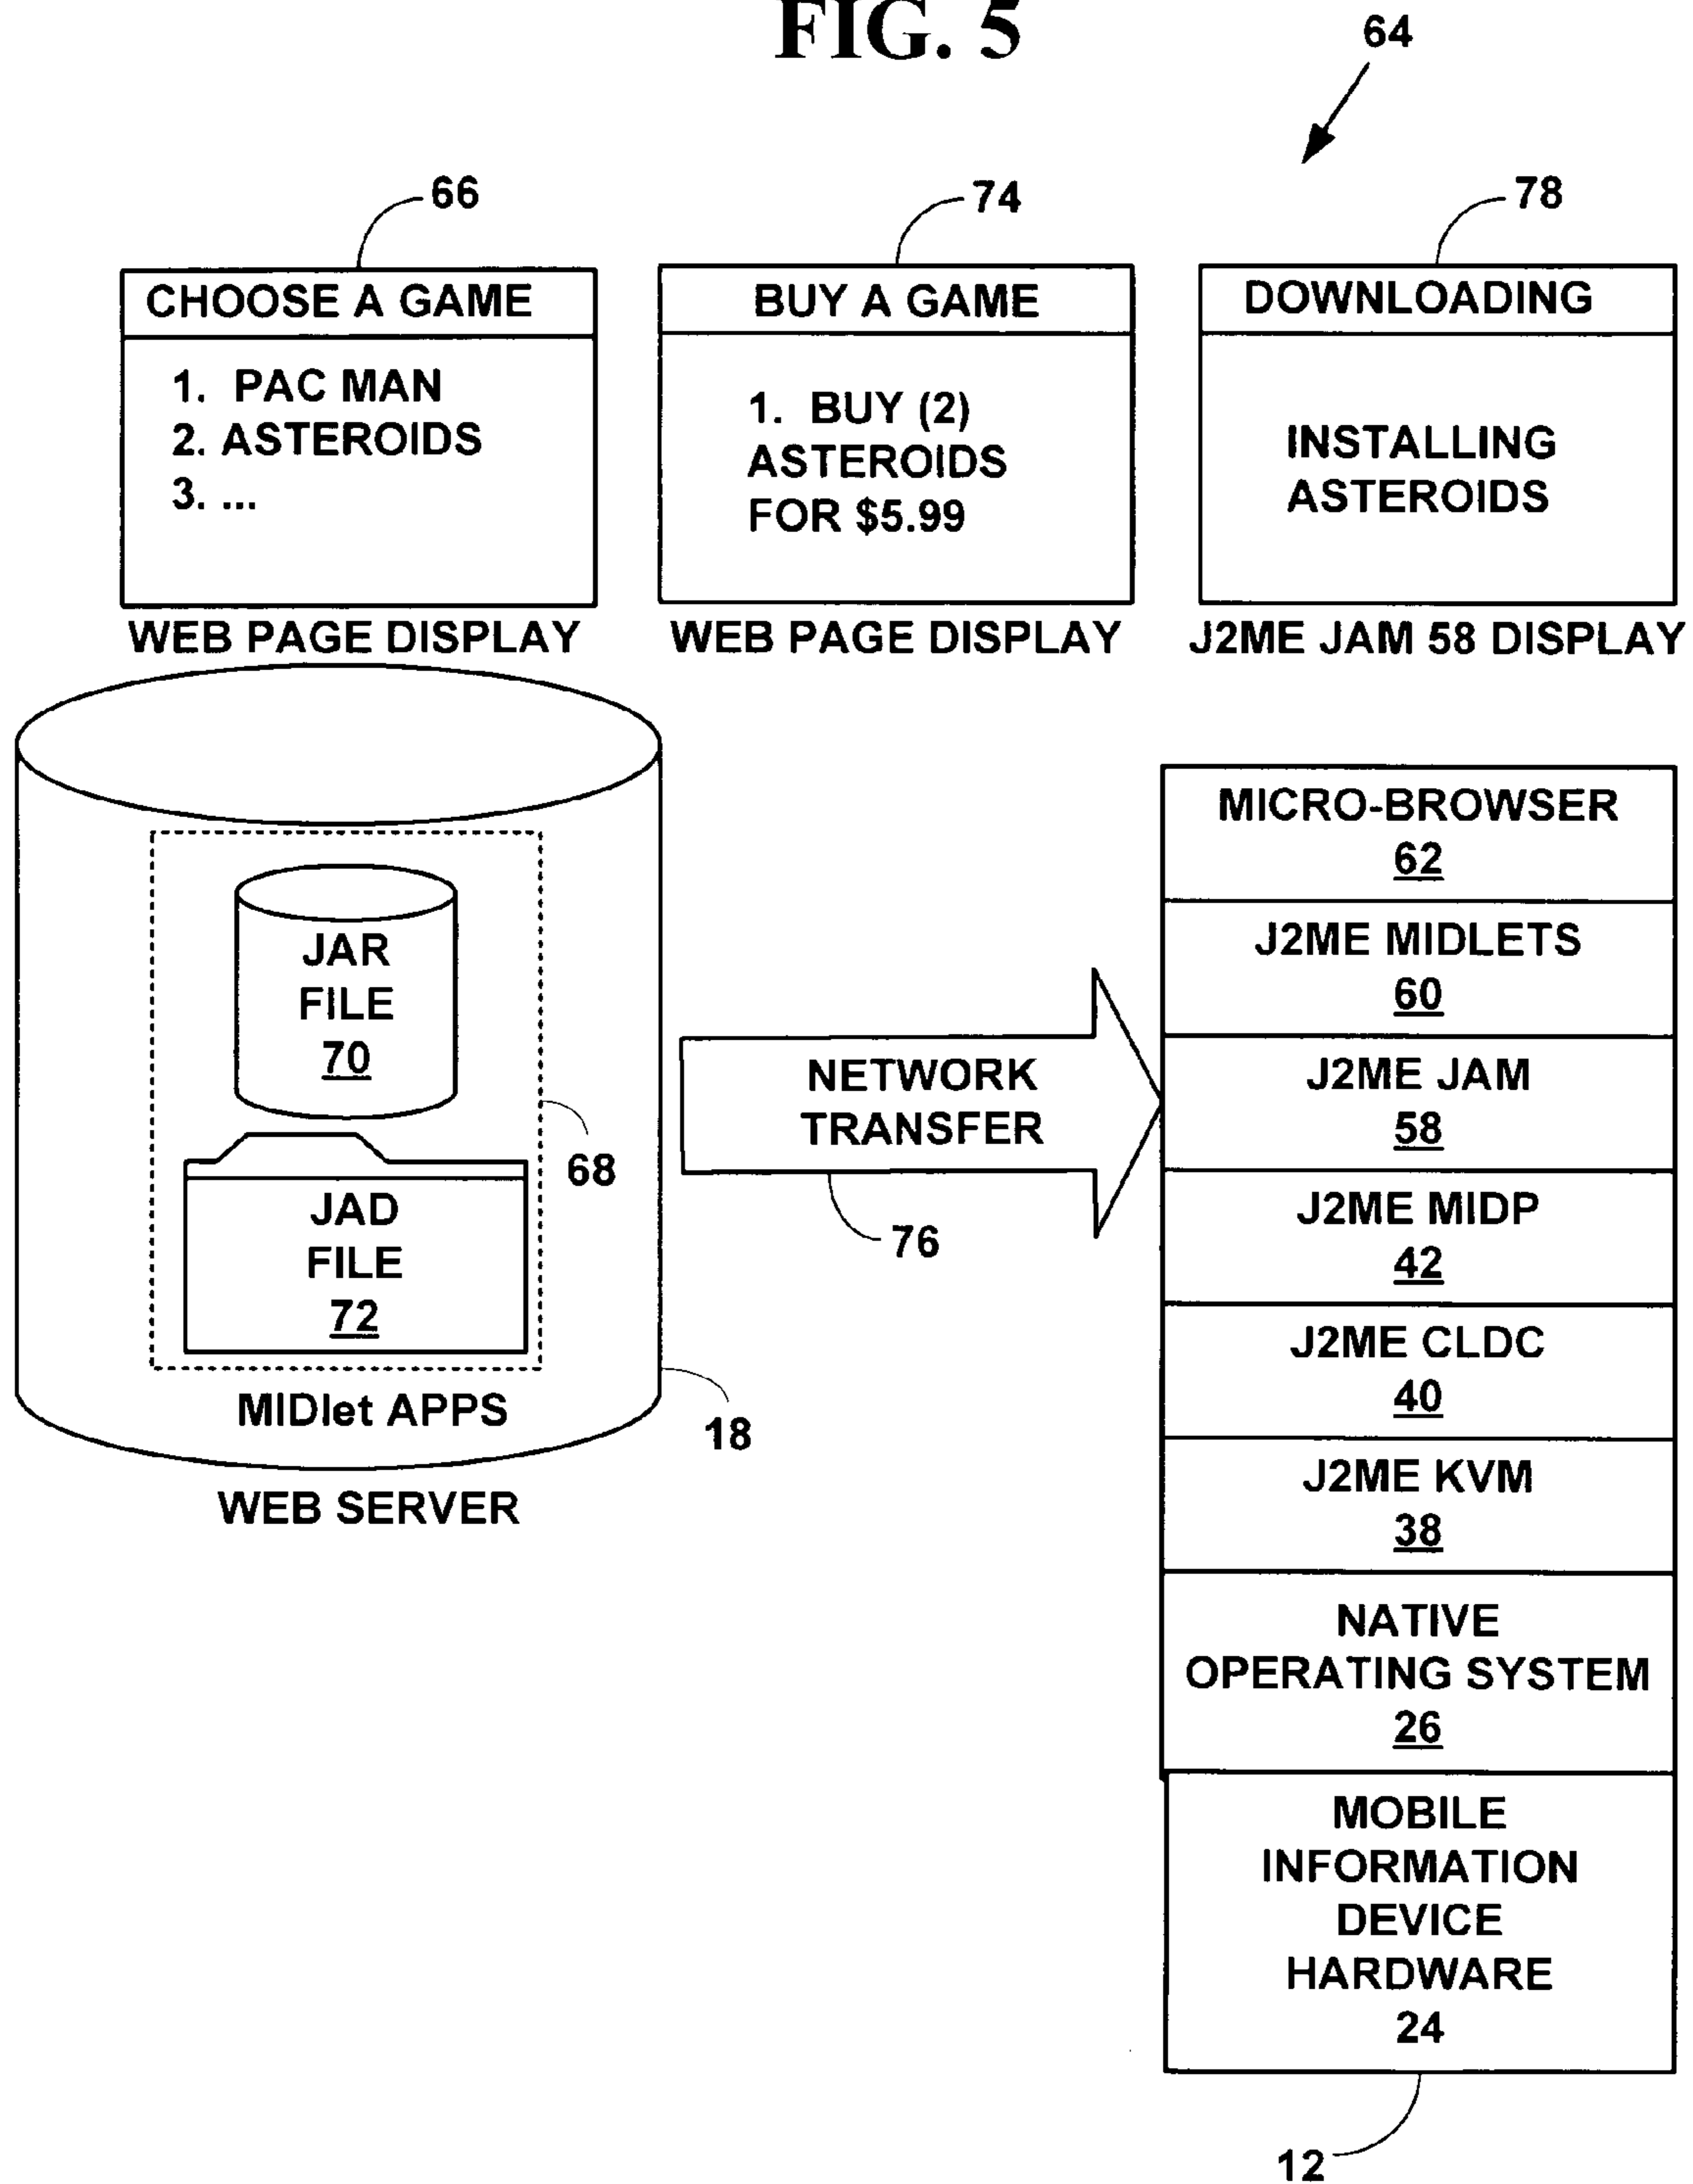 FIG. 5
64
66
74
78
CHOOSE A GAME
1. PAC MAN
2. ASTEROIDS
3. ...
WEB PAGE DISPLAY
BUY A GAME
1. BUY (2)
ASTEROIDS
FOR $5.99
WEB PAGE DISPLAY
DOWNLOADING
INSTALLING
ASTEROIDS
J2ME JAM 58 DISPLAY
JAR
FILE
70
JAD
FILE
72
68
MIDlet APPS
18
WEB SERVER
NETWORK
TRANSFER
76
MICRO-BROWSER
62
J2ME MIDLETS
60
J2ME JAM
58
J2ME MIDP
42
J2ME CLDC
40
J2ME KVM
38
NATIVE
OPERATING SYSTEM
26
MOBILE
INFORMATION
DEVICE
HARDWARE
24
12